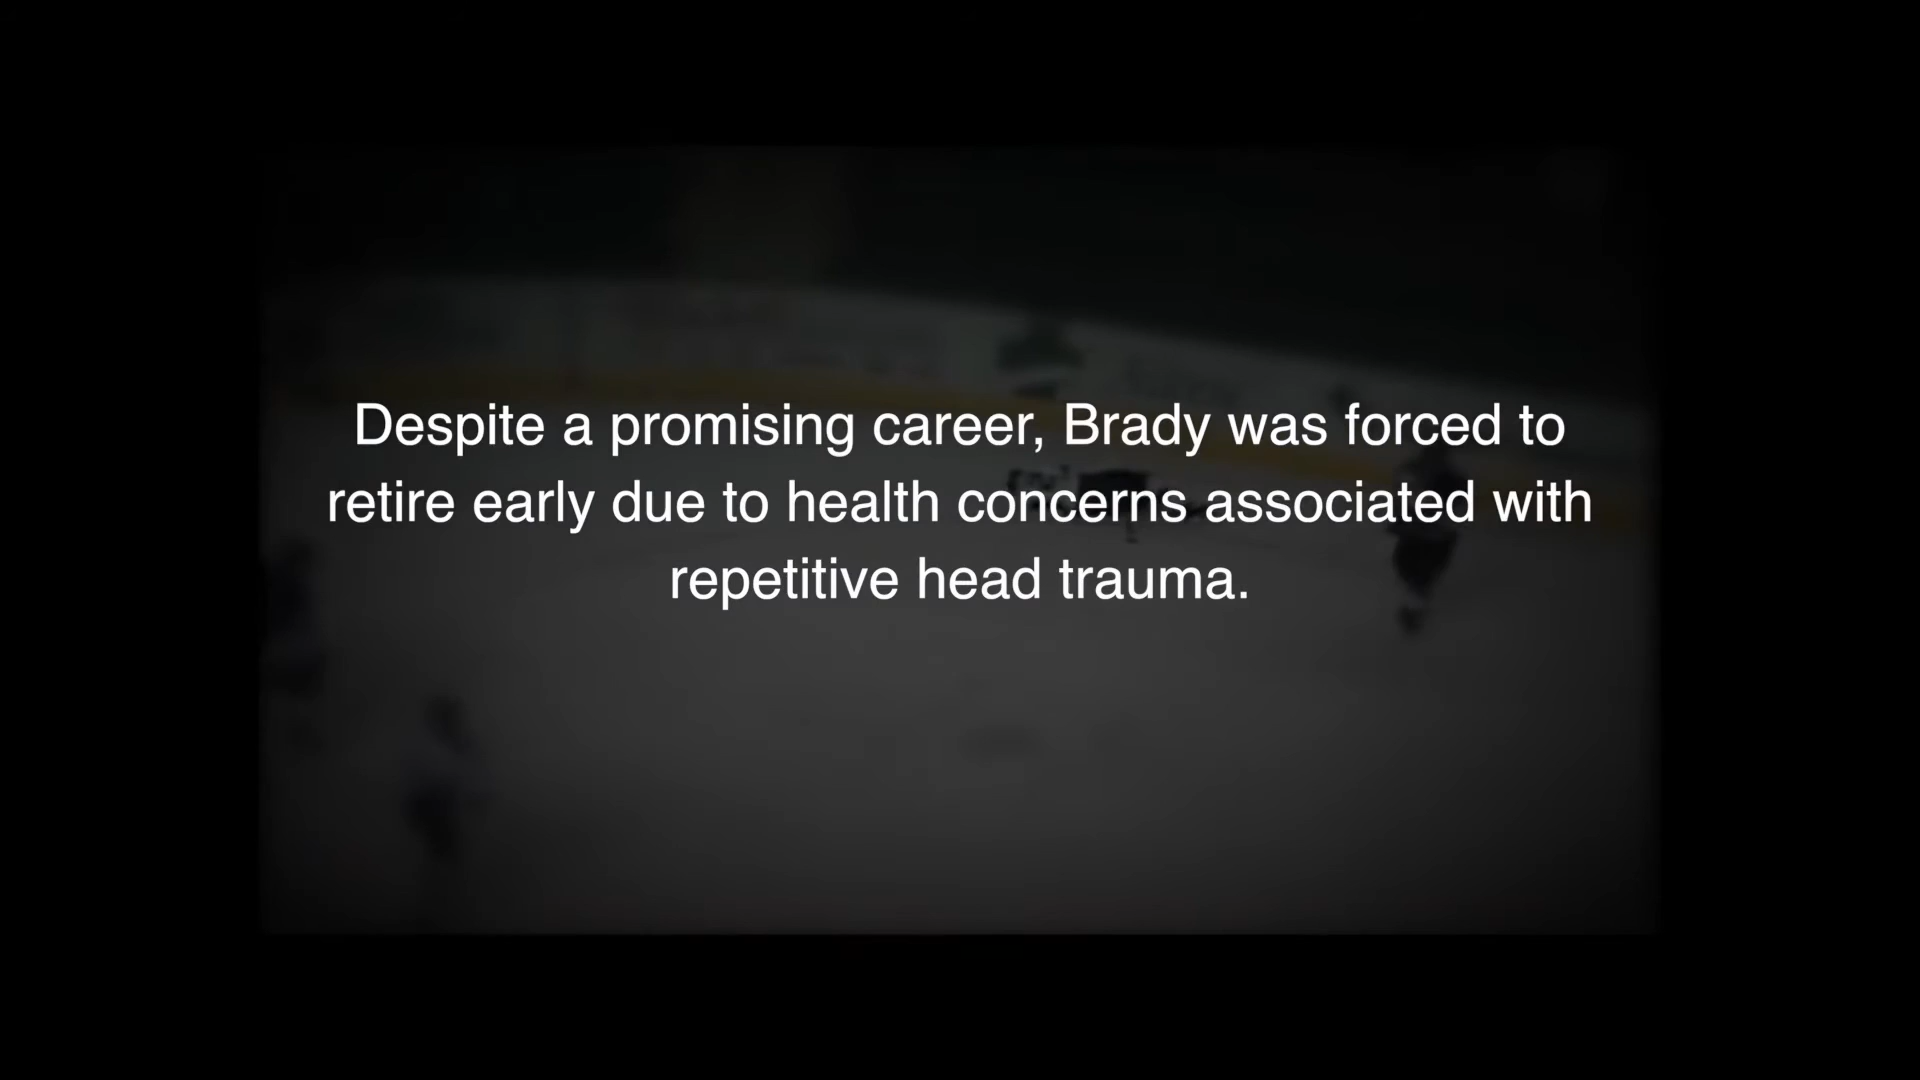 Despite a promising career, Brady was forced to
retire early due to health concerns associated with
repetitive head trauma.